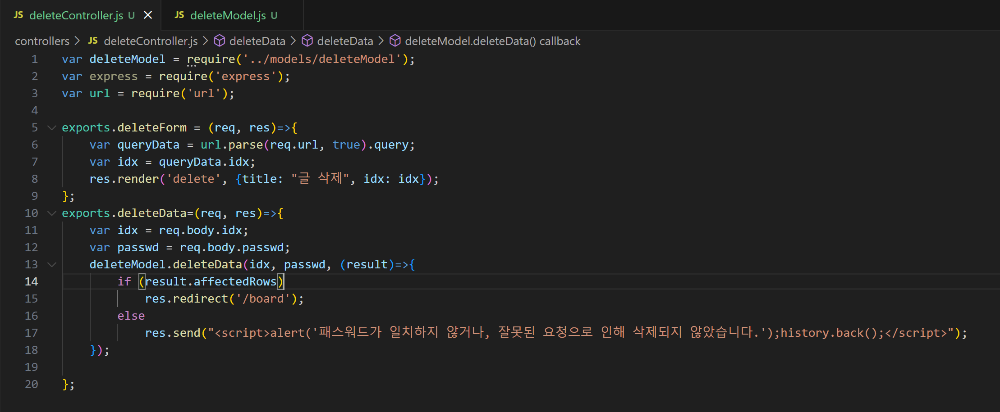 JS deleteController.js U × JS deleteModel.js U
controllers > JS deleteController.js > deleteData > deleteData > deleteModel.deleteData() callback
1 var deleteModel = require('../models/deleteModel');
2 var express = require('express');
3 var url = require('url');
4
5 exports.deleteForm = (req, res)=>{
6     var queryData = url.parse(req.url, true).query;
7     var idx = queryData.idx;
8     res.render('delete', {title: "글 삭제", idx: idx});
9 };
10 exports.deleteData=(req, res)=>{
11     var idx = req.body.idx;
12     var passwd = req.body.passwd;
13     deleteModel.deleteData(idx, passwd, (result)=>{
14         if (result.affectedRows)
15             res.redirect('/board');
16         else
17             res.send("<script>alert('패스워드가 일치하지 않거나, 잘못된 요청으로 인해 삭제되지 않았습니다.');history.back();</script>");
18     });
19
20 };